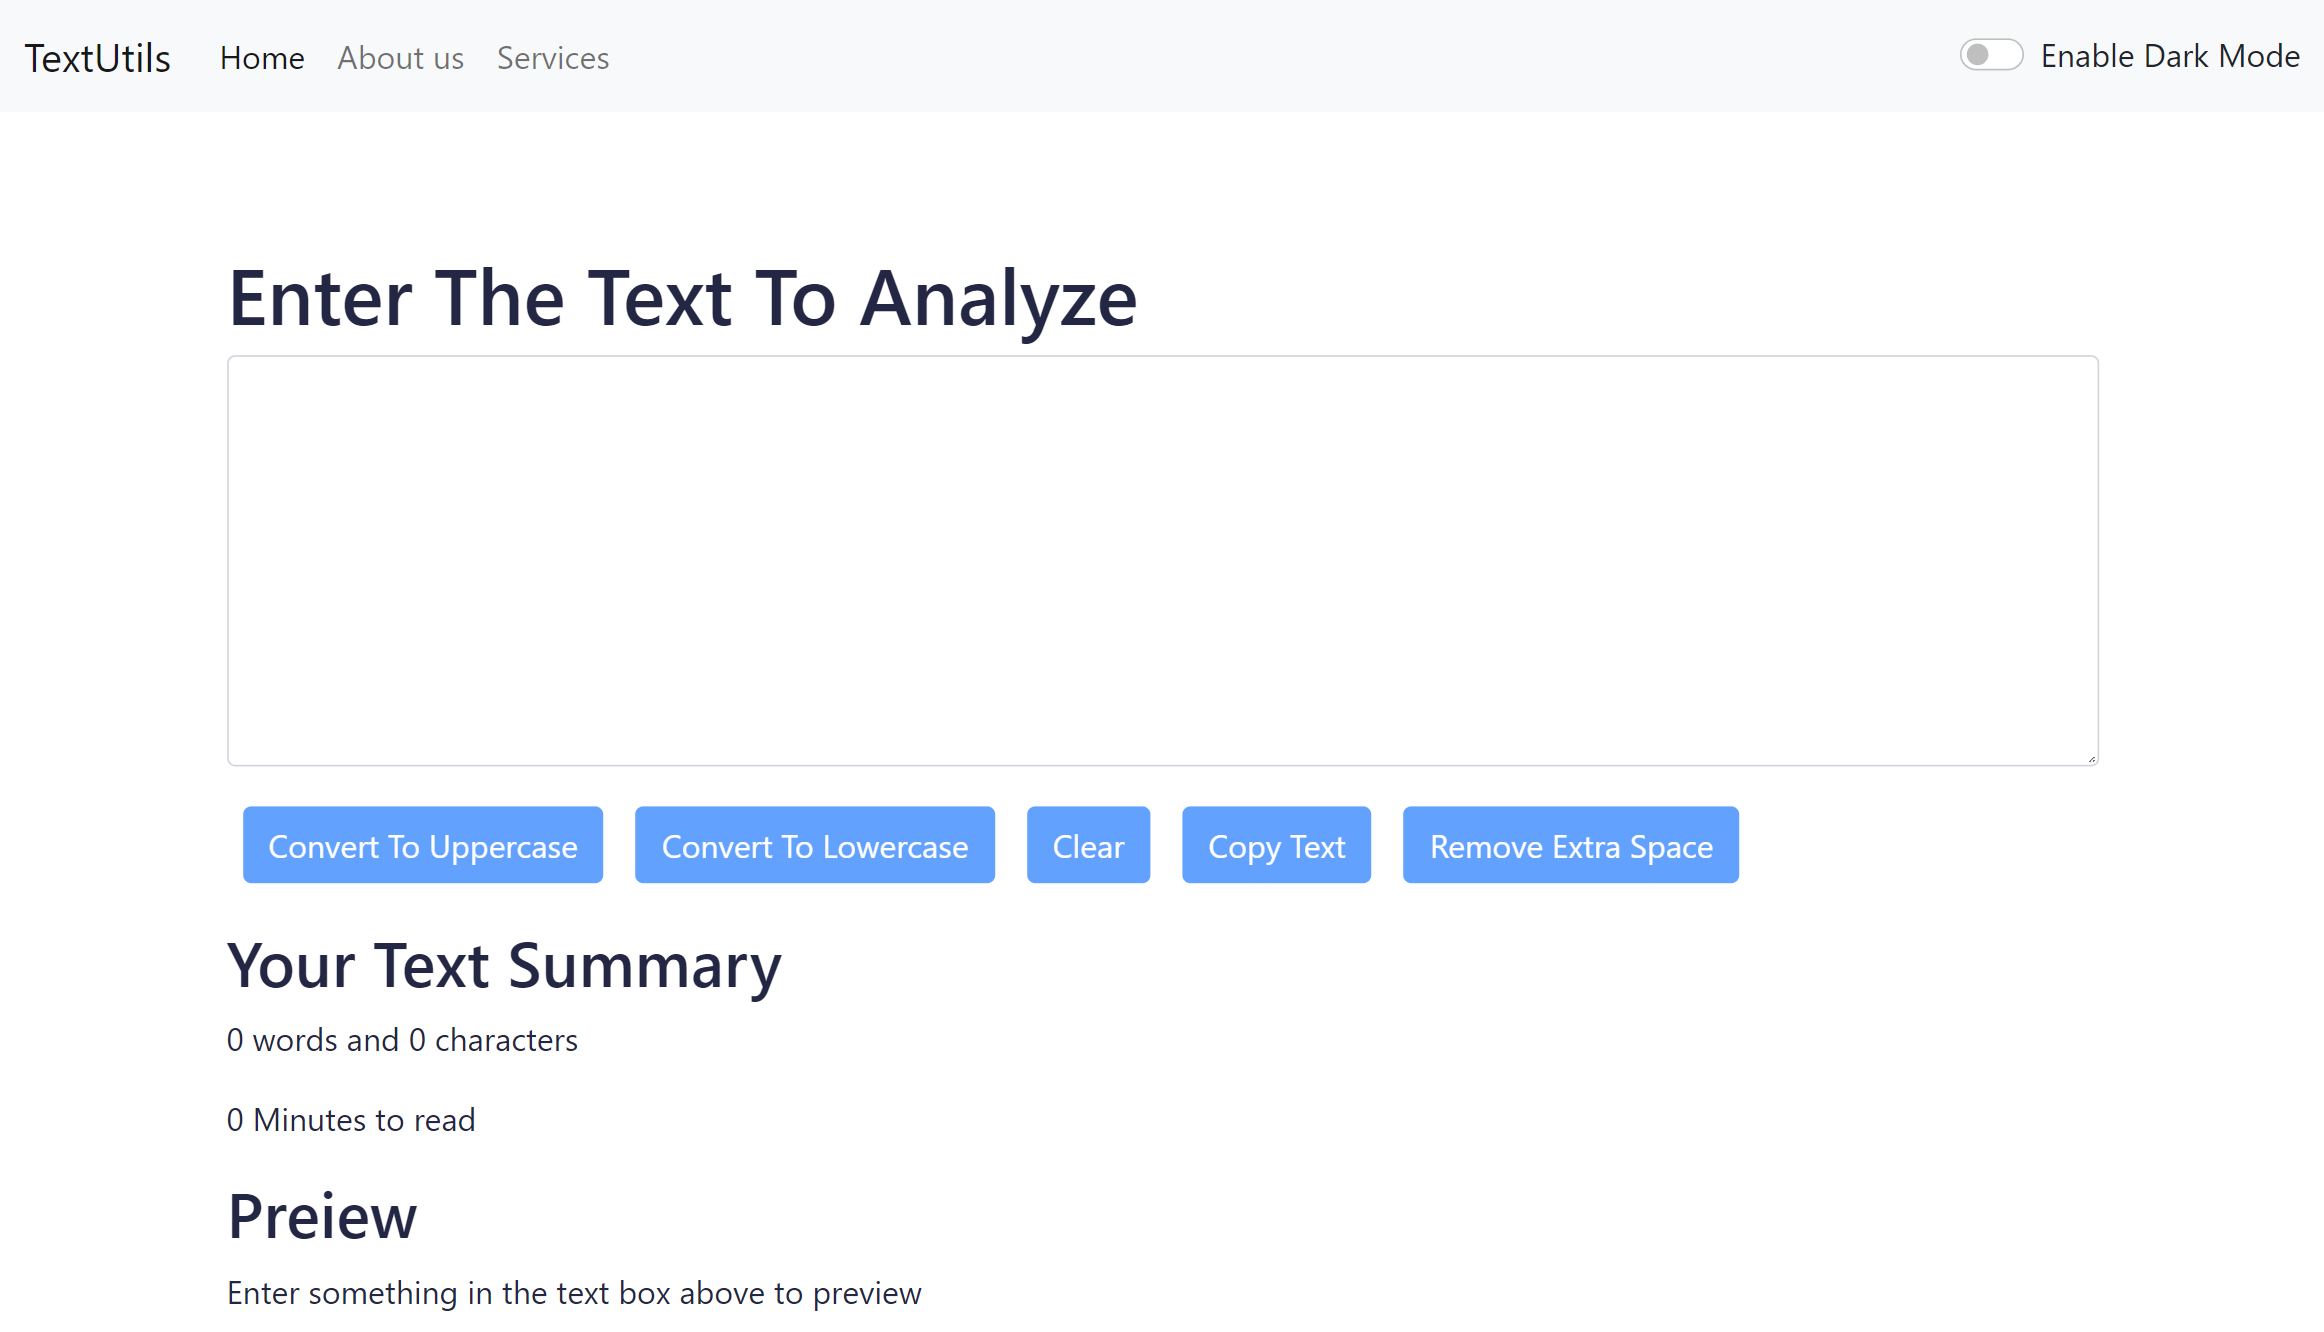 TextUtils Home About us Services Enable Dark Mode
Enter The Text To Analyze
Convert To Uppercase Convert To Lowercase Clear Copy Text Remove Extra Space
Your Text Summary
0 words and 0 characters
0 Minutes to read
Preiew
Enter something in the text box above to preview